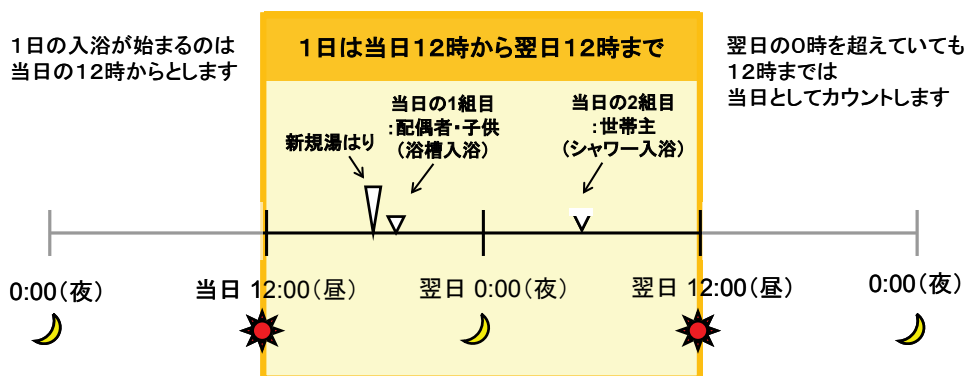 1日の入浴が始まるのは
当日の12時からとします
1日は当日12時から翌日12時まで
翌日の0時を超えていても
12時までは
当日としてカウントします
新規湯はり
当日の1組目
：配偶者・子供
（浴槽入浴）
当日の2組目
：世帯主
（シャワー入浴）
0:00（夜）
当日 12:00（昼）
翌日 0:00（夜）
翌日 12:00（昼）
0:00（夜）